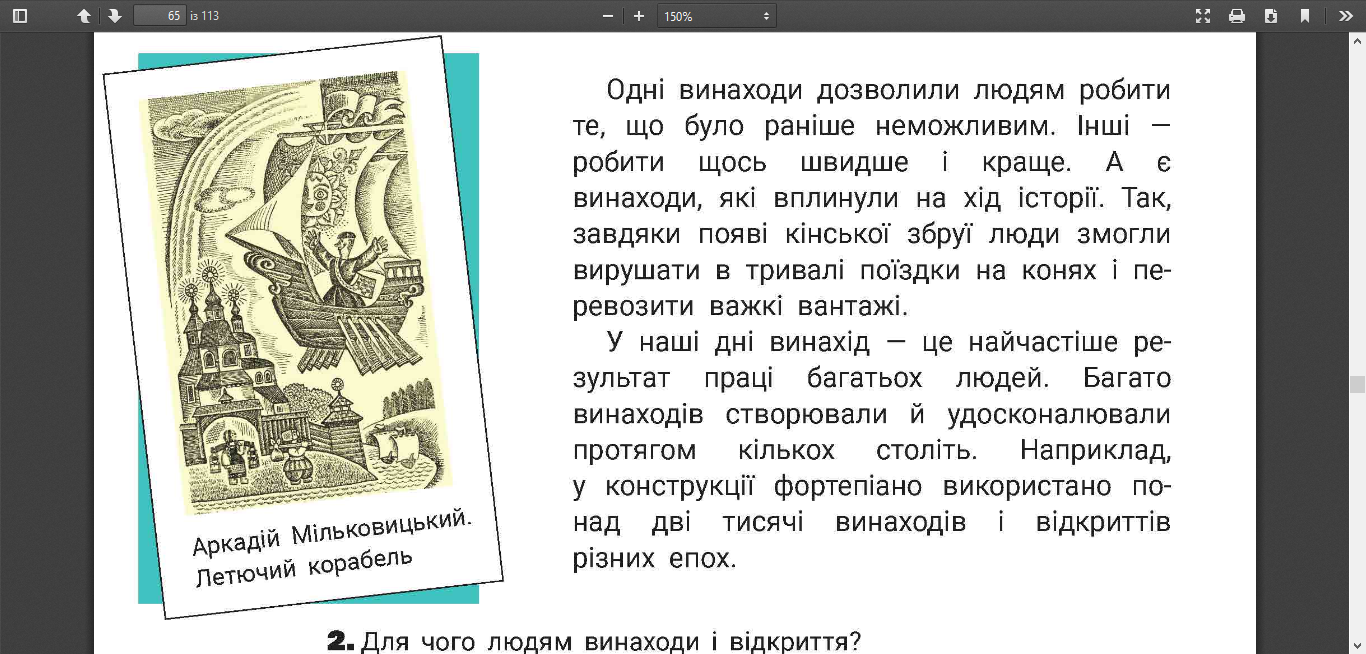 65 із 113
150%
Одні винаходи дозволили людям робити
те, що було раніше неможливим. Інші —
робити щось швидше і краще. А є
винаходи, які вплинули на хід історії. Так,
завдяки появі кінської збруї люди змогли
вирушати в тривалі поїздки на конях і пе-
ревозити важкі вантажі.
У наші дні винахід — це найчастіше ре-
зультат праці багатьох людей. Багато
винаходів створювали й удосконалювали
протягом кількох століть. Наприклад,
у конструкції фортепіано використано по-
над дві тисячі винаходів і відкриттів
різних епох.
Аркадій Мільковицький.
Летючий корабель
2. Для чого людям винаходи і відкриття?